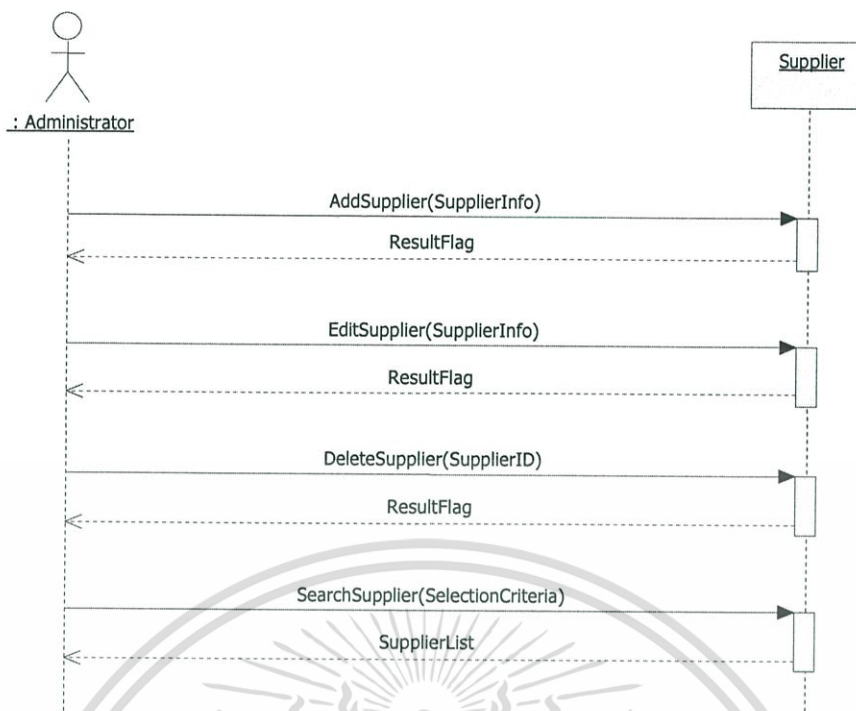 Supplier
: Administrator
AddSupplier(SupplierInfo)
ResultFlag
EditSupplier(SupplierInfo)
ResultFlag
DeleteSupplier(SupplierID)
ResultFlag
SearchSupplier(SelectionCriteria)
SupplierList